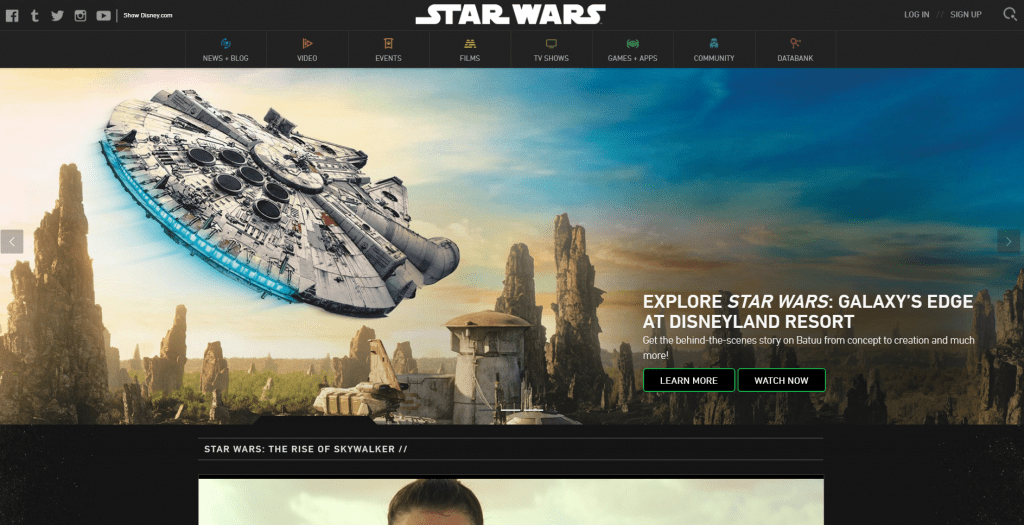 Show Disney.com
STAR WARS
LOG IN // SIGN UP
NEWS + BLOG
VIDEO
EVENTS
FILMS
TV SHOWS
GAMES + APPS
COMMUNITY
DATABANK
EXPLORE STAR WARS: GALAXY'S EDGE
AT DISNEYLAND RESORT
Get the behind-the-scenes story on Batuu from concept to creation and much
more!
LEARN MORE
WATCH NOW
STAR WARS: THE RISE OF SKYWALKER //